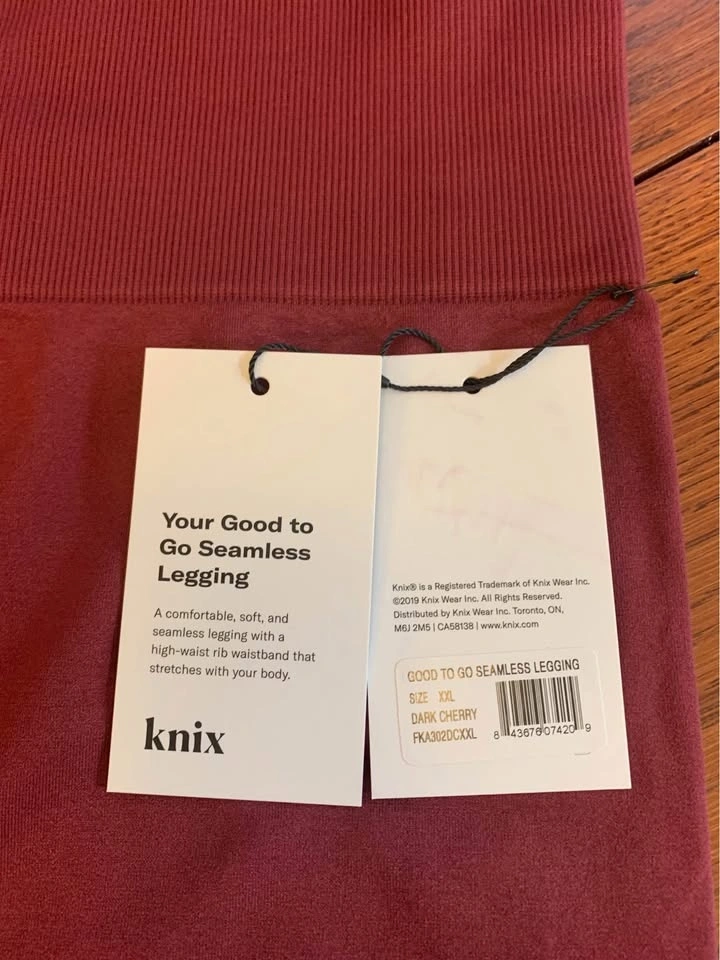 Your Good to
Go Seamless
Legging
A comfortable, soft, and
seamless legging with a
high-waist rib waistband that
stretches with your body.
knix
Knix® is a Registered Trademark of Knix Wear Inc.
©2019 Knix Wear Inc. All Rights Reserved.
Distributed by Knix Wear Inc. Toronto, ON,
M6J 2M5 | CA58138 | www.knix.com
GOOD TO GO SEAMLESS LEGGING
SIZE XXL
DARK CHERRY
FKA302DCXXL
8 43676 07420 9